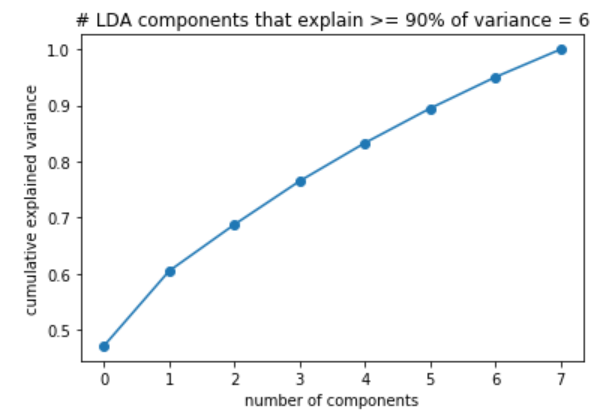 # LDA components that explain >= 90% of variance = 6
1.0
0.9
0.8
0.7
0.6
0.5
cumulative explained variance
0 1 2 3 4 5 6 7
number of components